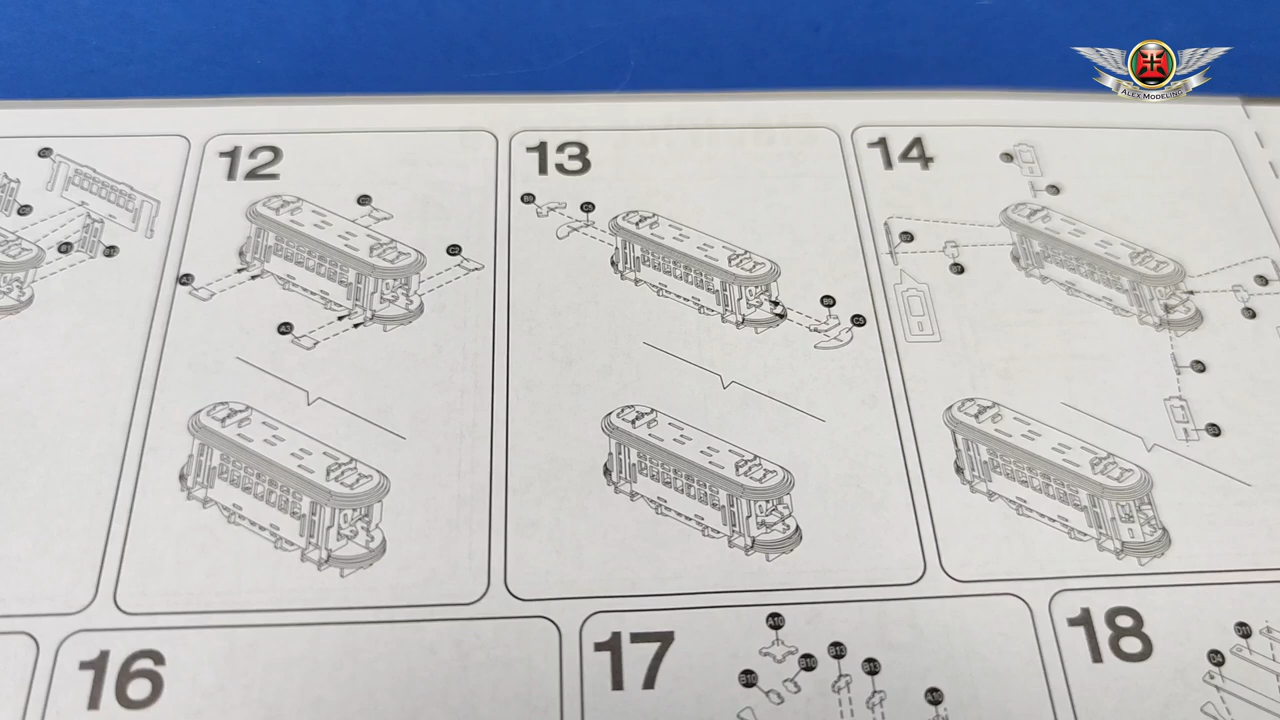 ALEX MODELING
12
C2
C2
A3
A3
13
B9
C5
B9
C5
14
B2
B7
B3
16
17
A10
B10
B10
B13
B13
A10
18
D11
D4